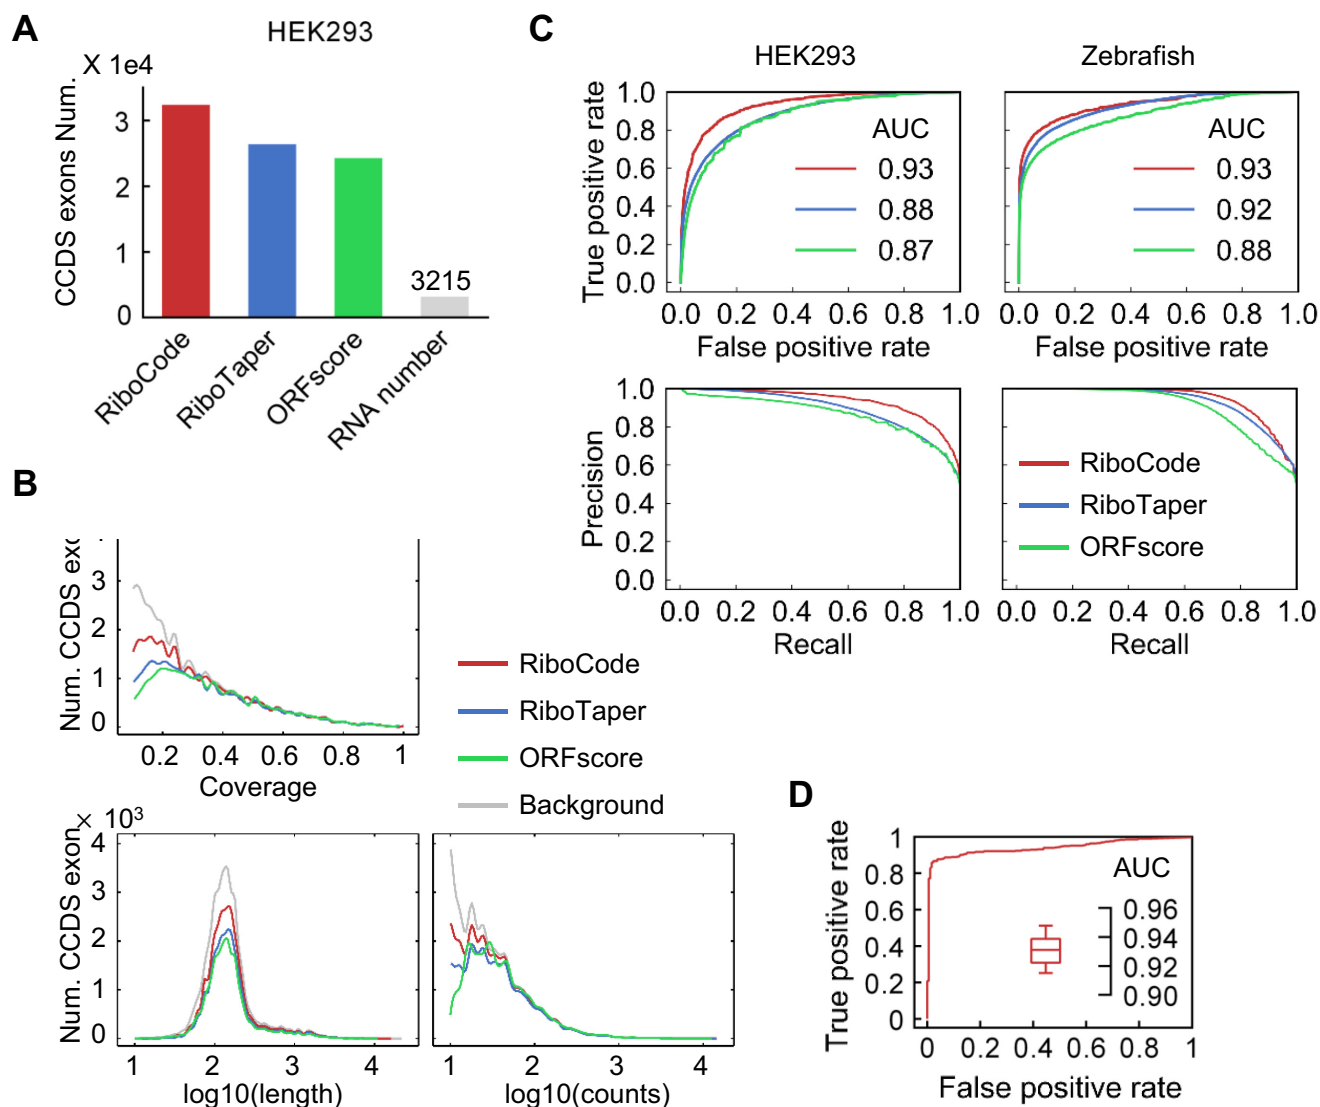 A
HEK293
X 1e4
CCDS exons Num.
3
2
1
0
3215
RiboCode
RiboTaper
ORFscore
RNA number
B
Num. CCDS
3
2
1
0
0.2 0.4 0.6 0.8 1
Coverage
RiboCode
RiboTaper
ORFscore
Background
× 10³
Num. CCDS exon
4
3
2
1
0
1 2 3 4
log10(length)
1 2 3 4
log10(counts)
C
HEK293
True positive rate
1.0
0.8
0.6
0.4
0.2
0.0
AUC
0.93
0.88
0.87
0.0 0.2 0.4 0.6 0.8 1.0
False positive rate
Zebrafish
AUC
0.93
0.92
0.88
0.0 0.2 0.4 0.6 0.8 1.0
False positive rate
Precision
1.0
0.8
0.6
0.4
0.2
0.0
0.0 0.2 0.4 0.6 0.8 1.0
Recall
RiboCode
RiboTaper
ORFscore
0.0 0.2 0.4 0.6 0.8 1.0
Recall
D
True positive rate
1
0.8
0.6
0.4
0.2
0
AUC
0.96
0.94
0.92
0.90
0 0.2 0.4 0.6 0.8 1
False positive rate